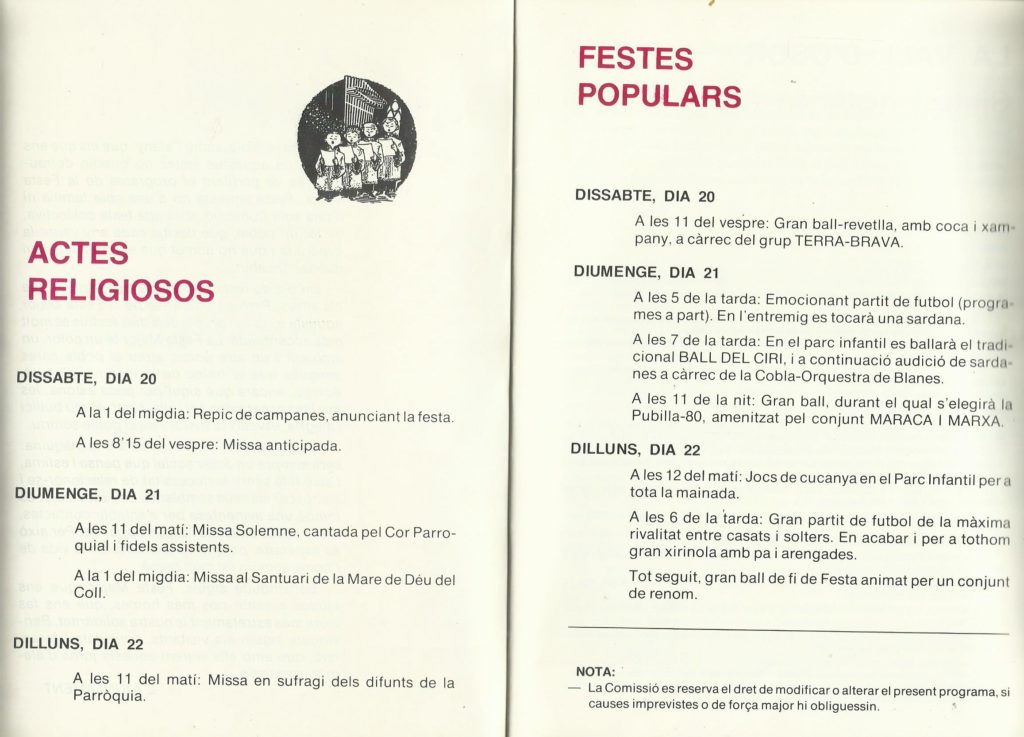 ACTES
RELIGIOSOS
DISSABTE, DIA 20
A la 1 del migdia: Repic de campanes, anunciant la festa.
A les 8'15 del vespre: Missa anticipada.
DIUMENGE, DIA 21
A les 11 del matí: Missa Solemne, cantada pel Cor Parro-
quial i fidels assistents.
A la 1 del migdia: Missa al Santuari de la Mare de Déu del
Coll.
DILLUNS, DIA 22
A les 11 del matí: Missa en sufragi dels difunts de la
Parròquia.
FESTES
POPULARS
DISSABTE, DIA 20
A les 11 del vespre: Gran ball-revetlla, amb coca i xam-
pany, a càrrec del grup TERRA-BRAVA.
DIUMENGE, DIA 21
A les 5 de la tarda: Emocionant partit de futbol (progra-
mes a part). En l'entremig es tocarà una sardana.
A les 7 de la tarda: En el parc infantil es ballarà el tradi-
cional BALL DEL CIRI, i a continuació audició de sarda-
nes a càrrec de la Cobla-Orquestra de Blanes.
A les 11 de la nit: Gran ball, durant el qual s'elegirà la
Pubilla-80, amenitzat pel conjunt MARACA I MARXA.
DILLUNS, DIA 22
A les 12 del matí: Jocs de cucanya en el Parc Infantil per a
tota la mainada.
A les 6 de la tarda: Gran partit de futbol de la màxima
rivalitat entre casats i solters. En acabar i per a tothom
gran xirinola amb pa i arengades.
Tot seguit, gran ball de fi de Festa animat per un conjunt
de renom.
NOTA:
— La Comissió es reserva el dret de modificar o alterar el present programa, si
causes imprevistes o de força major hi obliguessin.